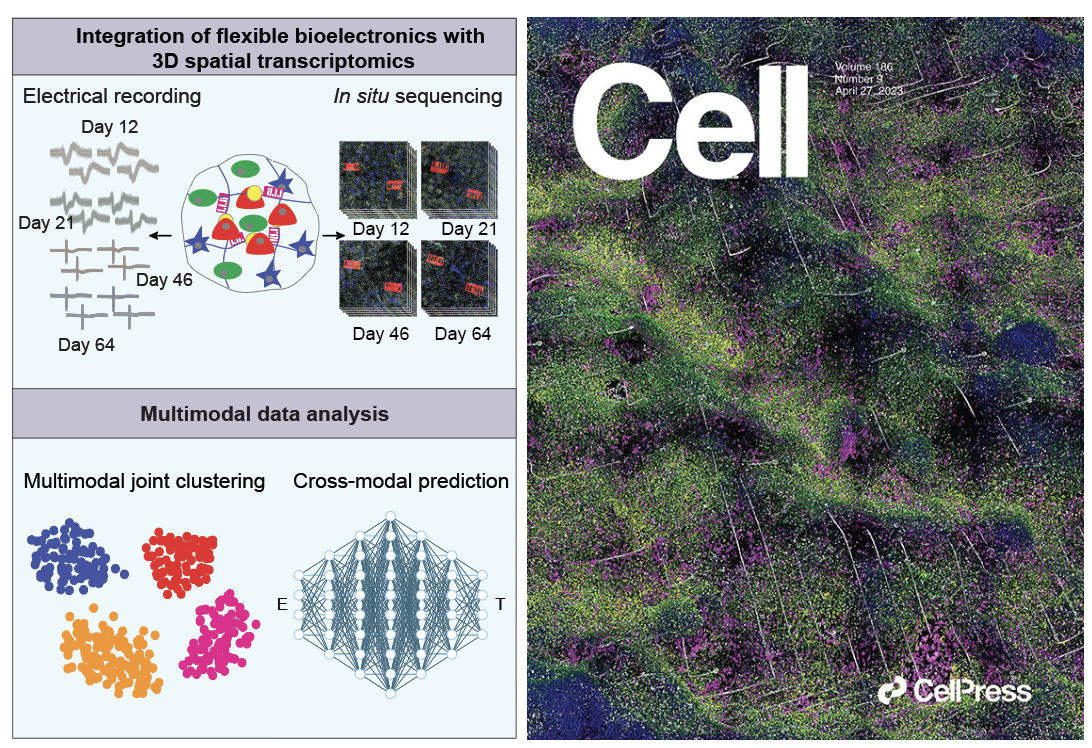 Integration of flexible bioelectronics with
3D spatial transcriptomics
Electrical recording
In situ sequencing
Day 12
Day 21
Day 46
Day 64
Day 12
Day 21
Day 46
Day 64
Multimodal data analysis
Multimodal joint clustering
Cross-modal prediction
E
T
Cell
Volume 186
Number 9
April 27, 2023
CellPress